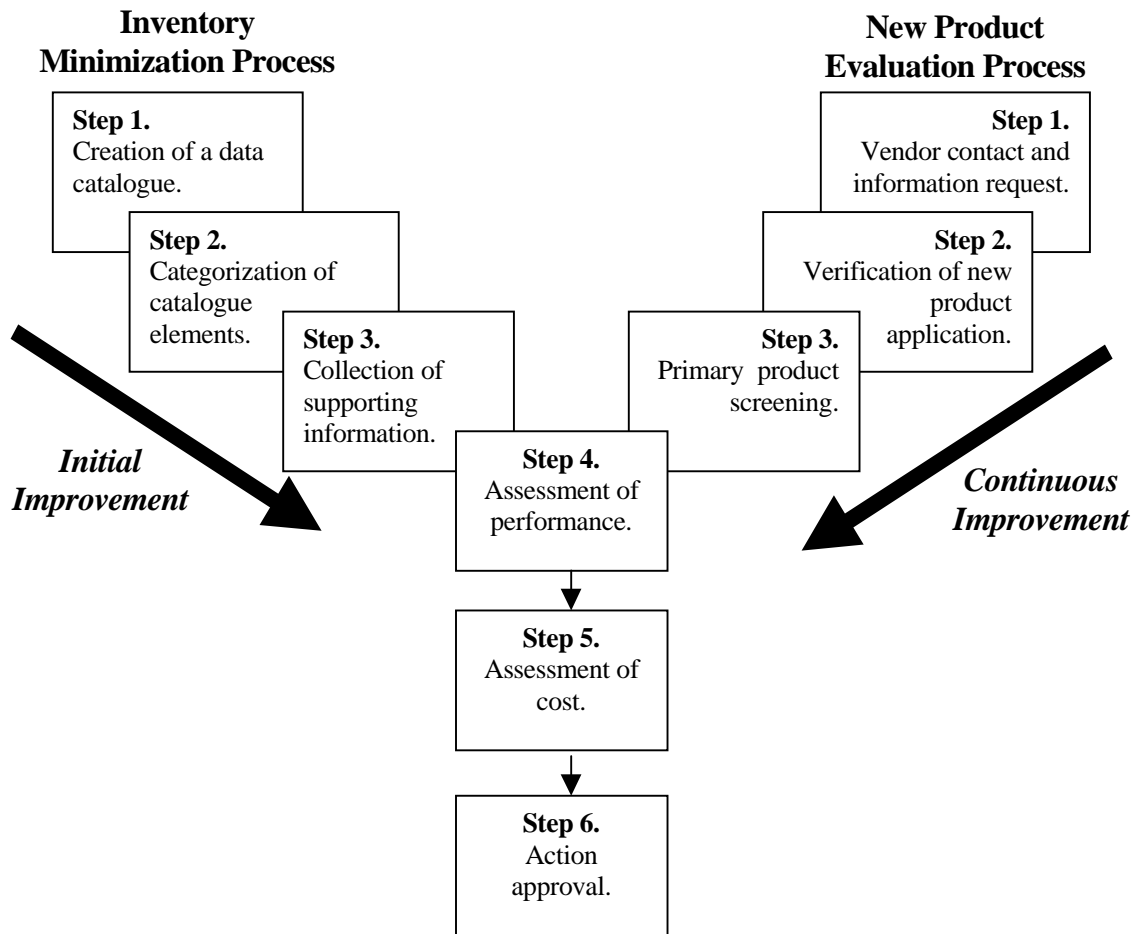 Inventory
Minimization Process
Step 1.
Creation of a data
catalogue.
Step 2.
Categorization of
catalogue
elements.
Step 3.
Collection of
supporting
information.
Initial
Improvement
New Product
Evaluation Process
Step 1.
Vendor contact and
information request.
Step 2.
Verification of new
product
application.
Step 3.
Primary product
screening.
Continuous
Improvement
Step 4.
Assessment of
performance.
Step 5.
Assessment of
cost.
Step 6.
Action
approval.